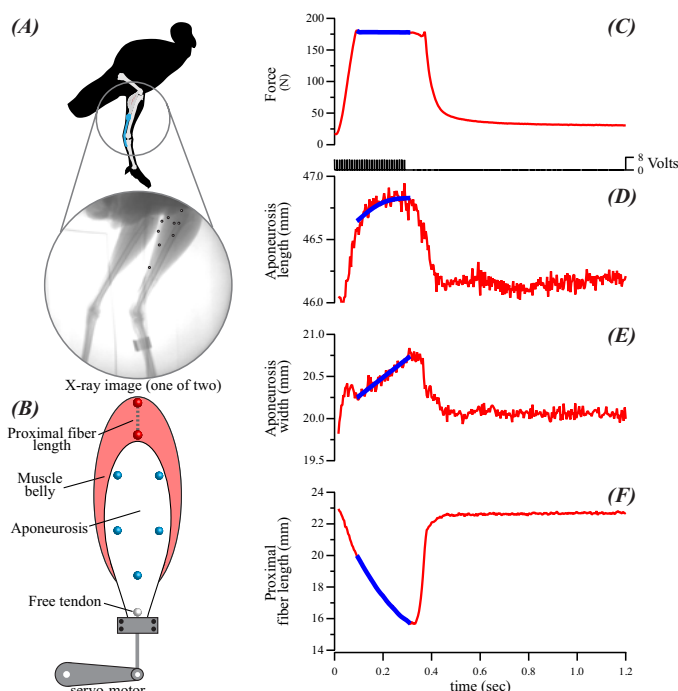 (A)
X-ray image (one of two)
(B)
Proximal fiber
length
Muscle
belly
Aponeurosis
Free tendon
servo-motor
(C)
Force
(N)
200
150
100
50
0
8 Volts
0
(D)
Aponeurosis
length (mm)
47.0
46.5
46.0
(E)
Aponeurosis
width (mm)
21.0
20.5
20.0
19.5
(F)
Proximal
fiber length (mm)
24
22
20
18
16
14
0 0.2 0.4 0.6 0.8 1.0 1.2
time (sec)